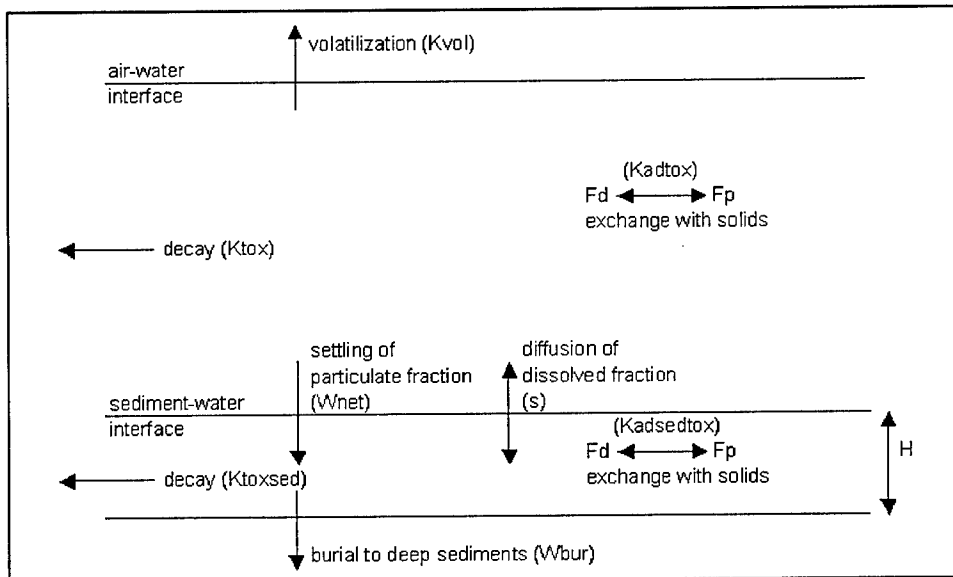 volatilization (Kvol)
air-water
interface
(Kadtox)
Fd Fp
exchange with solids
decay (Ktox)
settling of
particulate fraction
(Wnet)
diffusion of
dissolved fraction
(s)
sediment-water
interface
(Kadsedtox)
Fd Fp
exchange with solids
H
decay (Ktoxsed)
burial to deep sediments (Wbur)